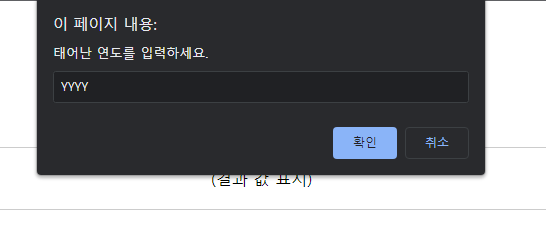 이 페이지 내용:
태어난 연도를 입력하세요.
YYYY
확인 취소
(결과 값 표시)